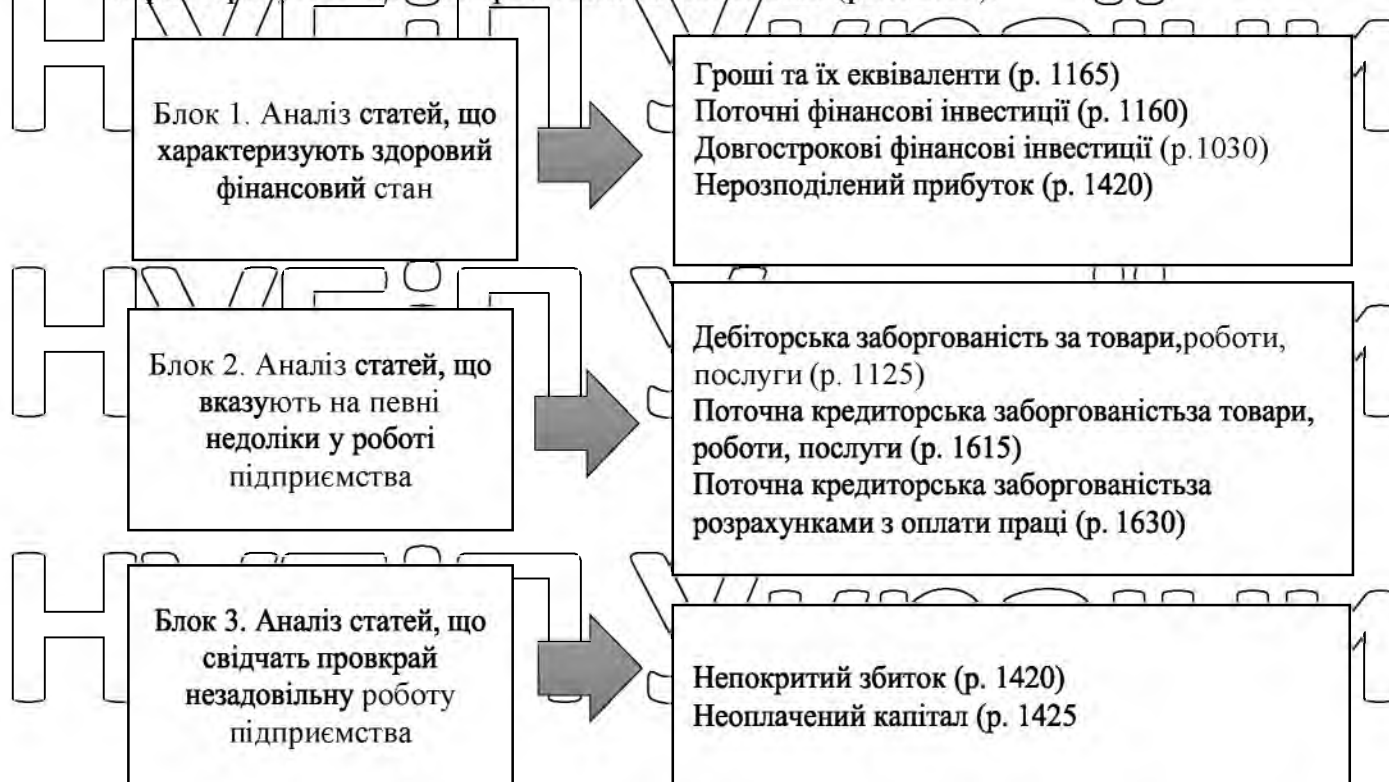 Блок 1. Аналіз статей, що
характеризують здоровий
фінансовий стан
Гроші та їх еквіваленти (р. 1165)
Поточні фінансові інвестиції (р. 1160)
Довгострокові фінансові інвестиції (р.1030)
Нерозподілений прибуток (р. 1420)
Блок 2. Аналіз статей, що
вказують на певні
недоліки у роботі
підприємства
Дебіторська заборгованість за товари,роботи,
послуги (р. 1125)
Поточна кредиторська заборгованістьза товари,
роботи, послуги (р. 1615)
Поточна кредиторська заборгованістьза
розрахунками з оплати праці (р. 1630)
Блок 3. Аналіз статей, що
свідчать провкрай
незадовільну роботу
підприємства
Непокритий збиток (р. 1420)
Неоплачений капітал (р. 1425